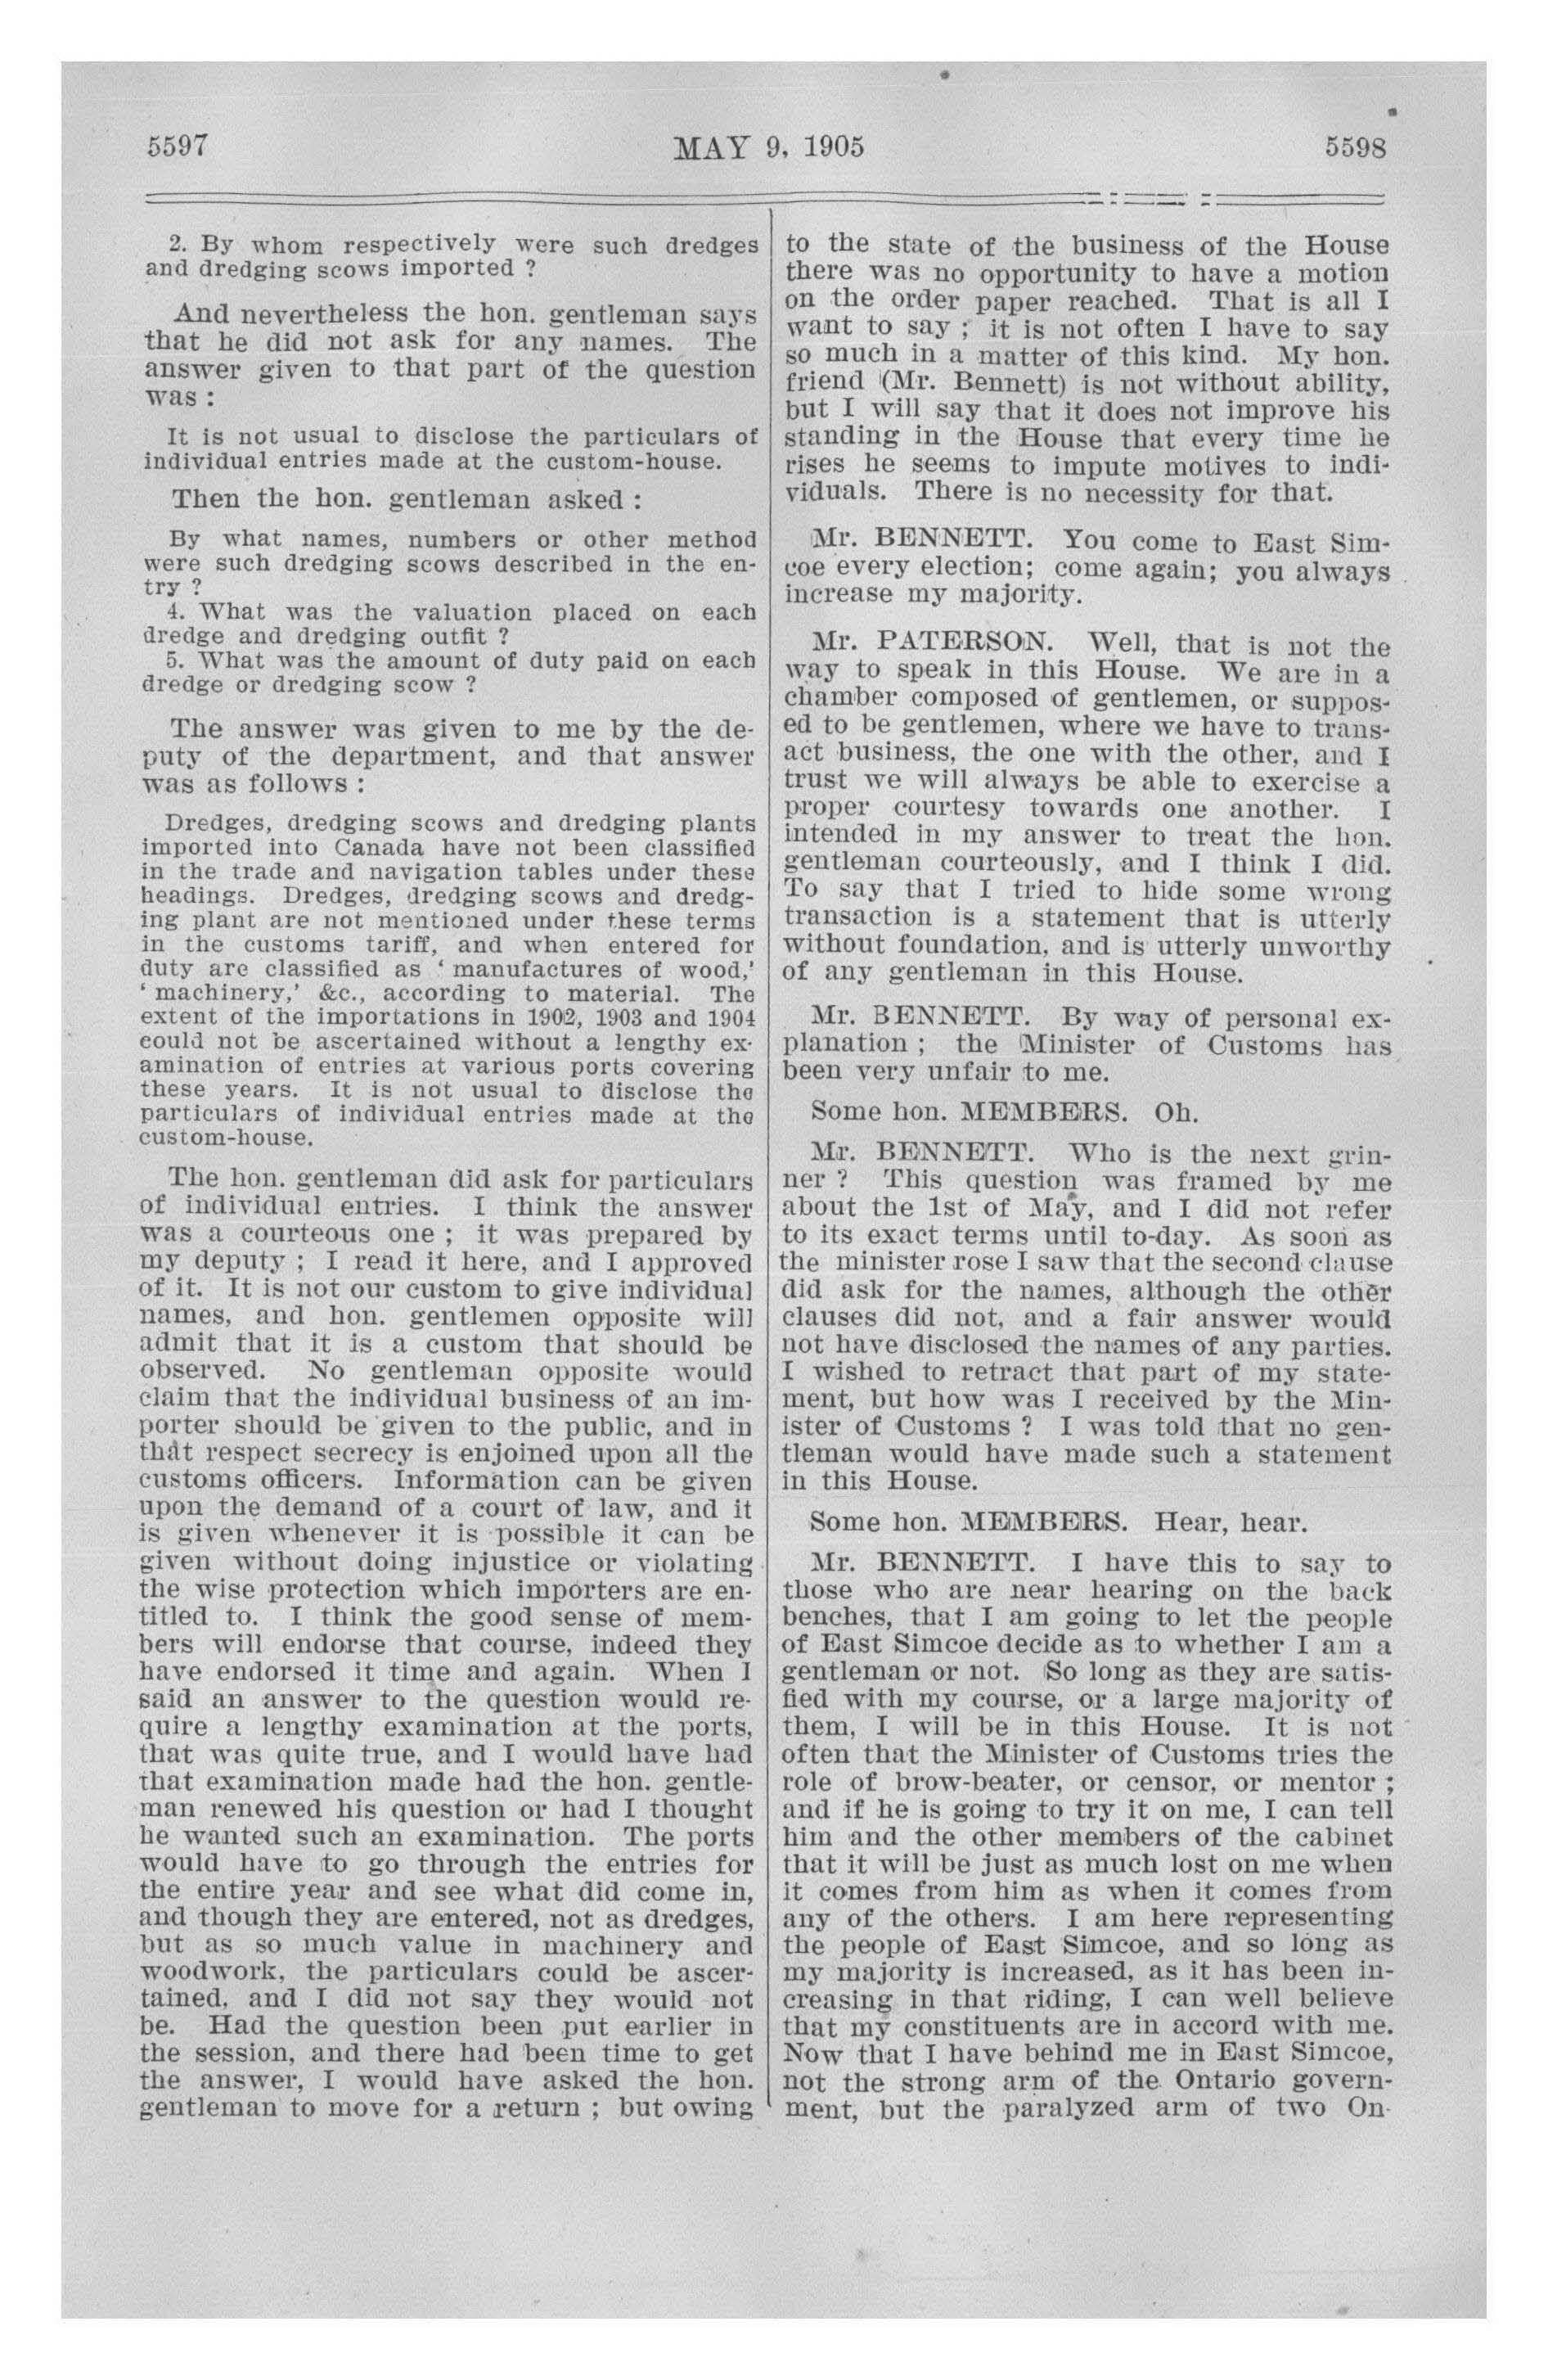 5597
MAY 9, 1905
5598
2. By whom respectively were such dredges
and dredging scows imported ?
And nevertheless the hon. gentleman says
that he did not ask for any names. The
answer given to that part of the question
was :
It is not usual to disclose the particulars of
individual entries made at the custom-house.
Then the hon. gentleman asked :
By what names, numbers or other method
were such dredging scows described in the en-
try ?
4. What was the valuation placed on each
dredge and dredging outfit ?
5. What was the amount of duty paid on each
dredge or dredging scow ?
The answer was given to me by the de-
puty of the department, and that answer
was as follows :
Dredges, dredging scows and dredging plants
imported into Canada have not been classified
in the trade and navigation tables under these
headings. Dredges, dredging scows and dredg-
ing plant are not mentioned under these terms
in the customs tariff, and when entered for
duty are classified as ‘ manufactures of wood,’
‘ machinery,’ &c., according to material. The
extent of the importations in 1902, 1903 and 1904
could not be ascertained without a lengthy ex-
amination of entries at various ports covering
these years. It is not usual to disclose the
particulars of individual entries made at the
custom-house.
The hon. gentleman did ask for particulars
of individual entries. I think the answer
was a courteous one ; it was prepared by
my deputy ; I read it here, and I approved
of it. It is not our custom to give individual
names, and hon. gentlemen opposite will
admit that it is a custom that should be
observed. No gentleman opposite would
claim that the individual business of an im-
porter should be given to the public, and in
that respect secrecy is enjoined upon all the
customs officers. Information can be given
upon the demand of a court of law, and it
is given whenever it is possible it can be
given without doing injustice or violating
the wise protection which importers are en-
titled to. I think the good sense of mem-
bers will endorse that course, indeed they
have endorsed it time and again. When I
said an answer to the question would re-
quire a lengthy examination at the ports,
that was quite true, and I would have had
that examination made had the hon. gentle-
man renewed his question or had I thought
he wanted such an examination. The ports
would have to go through the entries for
the entire year and see what did come in,
and though they are entered, not as dredges,
but as so much value in machinery and
woodwork, the particulars could be ascer-
tained, and I did not say they would not
be. Had the question been put earlier in
the session, and there had been time to get
the answer, I would have asked the hon.
gentleman to move for a return ; but owing
to the state of the business of the House
there was no opportunity to have a motion
on the order paper reached. That is all I
want to say ; it is not often I have to say
so much in a matter of this kind. My hon.
friend (Mr. Bennett) is not without ability,
but I will say that it does not improve his
standing in the House that every time he
rises he seems to impute motives to indi-
viduals. There is no necessity for that.
Mr. BENNETT. You come to East Sim-
coe every election; come again; you always
increase my majority.
Mr. PATERSON. Well, that is not the
way to speak in this House. We are in a
chamber composed of gentlemen, or suppos-
ed to be gentlemen, where we have to trans-
act business, the one with the other, and I
trust we will always be able to exercise a
proper courtesy towards one another. I
intended in my answer to treat the hon.
gentleman courteously, and I think I did.
To say that I tried to hide some wrong
transaction is a statement that is utterly
without foundation, and is utterly unworthy
of any gentleman in this House.
Mr. BENNETT. By way of personal ex-
planation ; the Minister of Customs has
been very unfair to me.
Some hon. MEMBERS. Oh.
Mr. BENNETT. Who is the next grin-
ner ? This question was framed by me
about the 1st of May, and I did not refer
to its exact terms until to-day. As soon as
the minister rose I saw that the second clause
did ask for the names, although the other
clauses did not, and a fair answer would
not have disclosed the names of any parties.
I wished to retract that part of my state-
ment, but how was I received by the Min-
ister of Customs ? I was told that no gen-
tleman would have made such a statement
in this House.
Some hon. MEMBERS. Hear, hear.
Mr. BENNETT. I have this to say to
those who are near hearing on the back
benches, that I am going to let the people
of East Simcoe decide as to whether I am a
gentleman or not. So long as they are satis-
fied with my course, or a large majority of
them, I will be in this House. It is not
often that the Minister of Customs tries the
role of brow-beater, or censor, or mentor ;
and if he is going to try it on me, I can tell
him and the other members of the cabinet
that it will be just as much lost on me when
it comes from him as when it comes from
any of the others. I am here representing
the people of East Simcoe, and so long as
my majority is increased, as it has been in-
creasing in that riding, I can well believe
that my constituents are in accord with me.
Now that I have behind me in East Simcoe,
not the strong arm of the Ontario govern-
ment, but the paralyzed arm of two On-